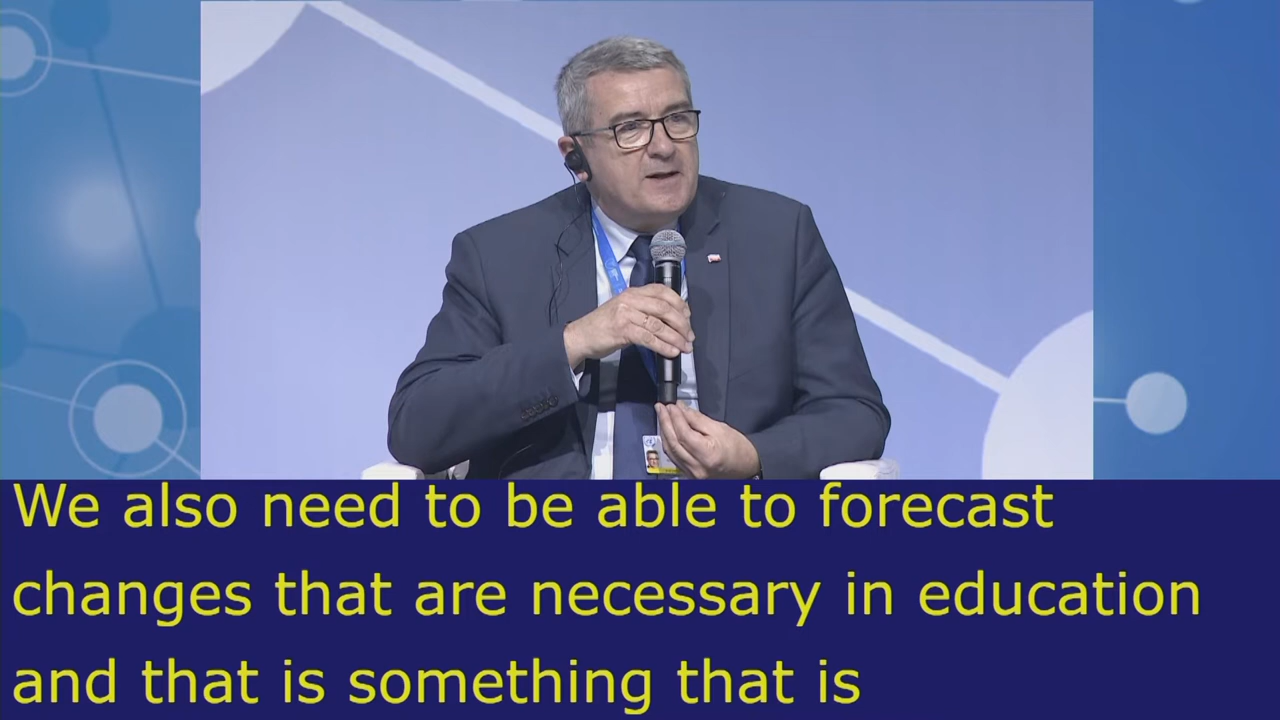 We also need to be able to forecast
changes that are necessary in education
and that is something that is